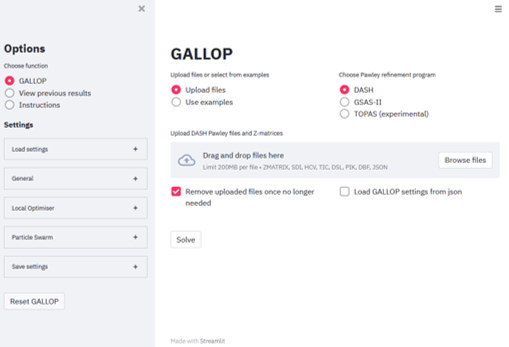 Options
Choose function
GALLOP
View previous results
Instructions
Settings
Load settings
General
Local Optimiser
Particle Swarm
Save settings
Reset GALLOP
GALLOP
Upload files or select from examples
Upload files
Use examples
Choose Pawley refinement program
DASH
GSAS-II
TOPAS (experimental)
Upload DASH Pawley files and Z-matrices
Drag and drop files here
Limit 200MB per file • ZMATRIX, SDI, HCV, TIC, DSL, PIK, DBF, JSON
Browse files
Remove uploaded files once no longer
needed
Load GALLOP settings from json
Solve
Made with Streamlit